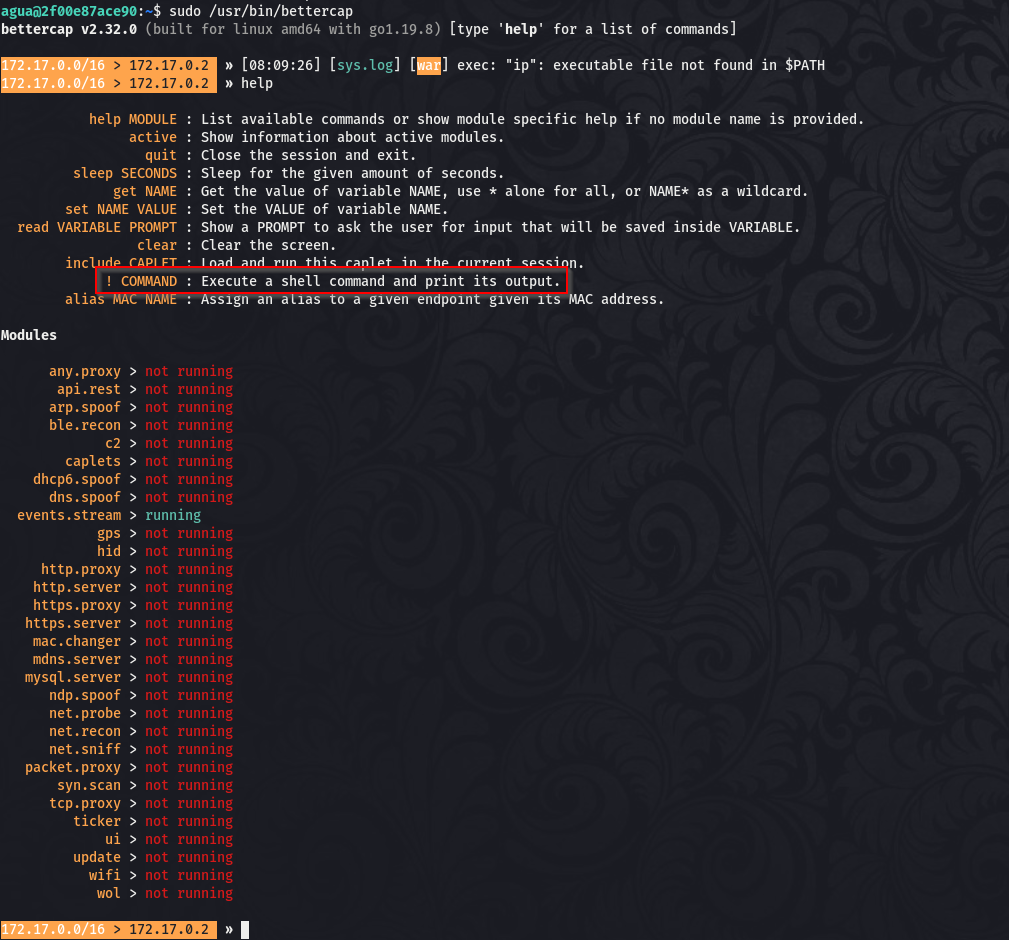 agua@2f00e87ace90:~$ sudo /usr/bin/bettercap
bettercap v2.32.0 (built for linux amd64 with go1.19.8) [type 'help' for a list of commands]
172.17.0.0/16 > 172.17.0.2 » [08:09:26] [sys.log] [war] exec: "ip": executable file not found in $PATH
172.17.0.0/16 > 172.17.0.2 » help
help MODULE : List available commands or show module specific help if no module name is provided.
active : Show information about active modules.
quit : Close the session and exit.
sleep SECONDS : Sleep for the given amount of seconds.
get NAME : Get the value of variable NAME, use * alone for all, or NAME* as a wildcard.
set NAME VALUE : Set the VALUE of variable NAME.
read VARIABLE PROMPT : Show a PROMPT to ask the user for input that will be saved inside VARIABLE.
clear : Clear the screen.
include CAPLET : Load and run this caplet in the current session.
! COMMAND : Execute a shell command and print its output.
alias MAC NAME : Assign an alias to a given endpoint given its MAC address.
Modules
any.proxy > not running
api.rest > not running
arp.spoof > not running
ble.recon > not running
c2 > not running
caplets > not running
dhcp6.spoof > not running
dns.spoof > not running
events.stream > running
gps > not running
hid > not running
http.proxy > not running
http.server > not running
https.proxy > not running
https.server > not running
mac.changer > not running
mdns.server > not running
mysql.server > not running
ndp.spoof > not running
net.probe > not running
net.recon > not running
net.sniff > not running
packet.proxy > not running
syn.scan > not running
tcp.proxy > not running
ticker > not running
ui > not running
update > not running
wifi > not running
wol > not running
172.17.0.0/16 > 172.17.0.2 »